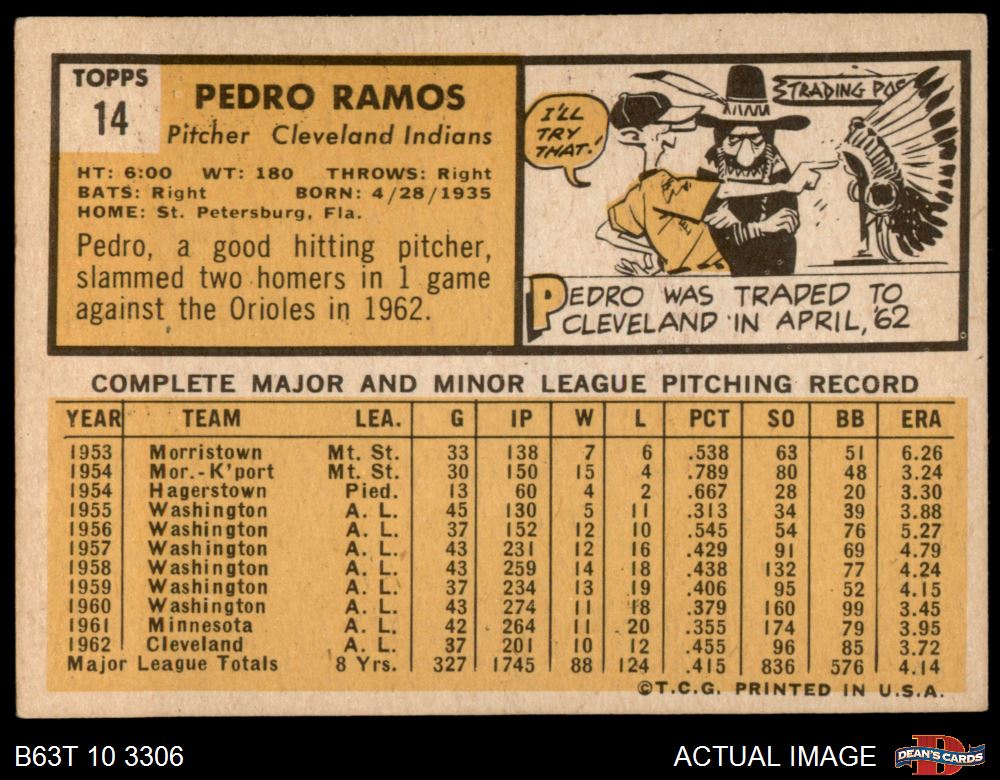 TOPPS
14
PEDRO RAMOS
Pitcher Cleveland Indians
HT: 6:00 WT: 180 THROWS: Right
BATS: Right BORN: 4/28/1935
HOME: St. Petersburg, Fla.
Pedro, a good hitting pitcher,
slammed two homers in 1 game
against the Orioles in 1962.
I'LL
TRY
THAT!
TRADING POS
PEDRO WAS TRADED TO
CLEVELAND IN APRIL, '62
COMPLETE MAJOR AND MINOR LEAGUE PITCHING RECORD
YEAR TEAM LEA. G IP W L PCT SO BB ERA
1953 Morristown Mt. St. 33 138 7 6 .538 63 51 6.26
1954 Mor.-K'port Mt. St. 30 150 15 4 .789 80 48 3.24
1954 Hagerstown Pied. 13 60 4 2 .667 28 20 3.30
1955 Washington A. L. 45 130 5 11 .313 34 39 3.88
1956 Washington A. L. 37 152 12 10 .545 54 76 5.27
1957 Washington A. L. 43 231 12 16 .429 91 69 4.79
1958 Washington A. L. 43 259 14 18 .438 132 77 4.24
1959 Washington A. L. 37 234 13 19 .406 95 52 4.15
1960 Washington A. L. 43 274 11 18 .379 160 99 3.45
1961 Minnesota A. L. 42 264 11 20 .355 174 79 3.95
1962 Cleveland A. L. 37 201 10 12 .455 96 85 3.72
Major League Totals 8 Yrs. 327 1745 88 124 .415 836 576 4.14
©T.C.G. PRINTED IN U.S.A.
B63T 10 3306
ACTUAL IMAGE
DEAN'S CARDS